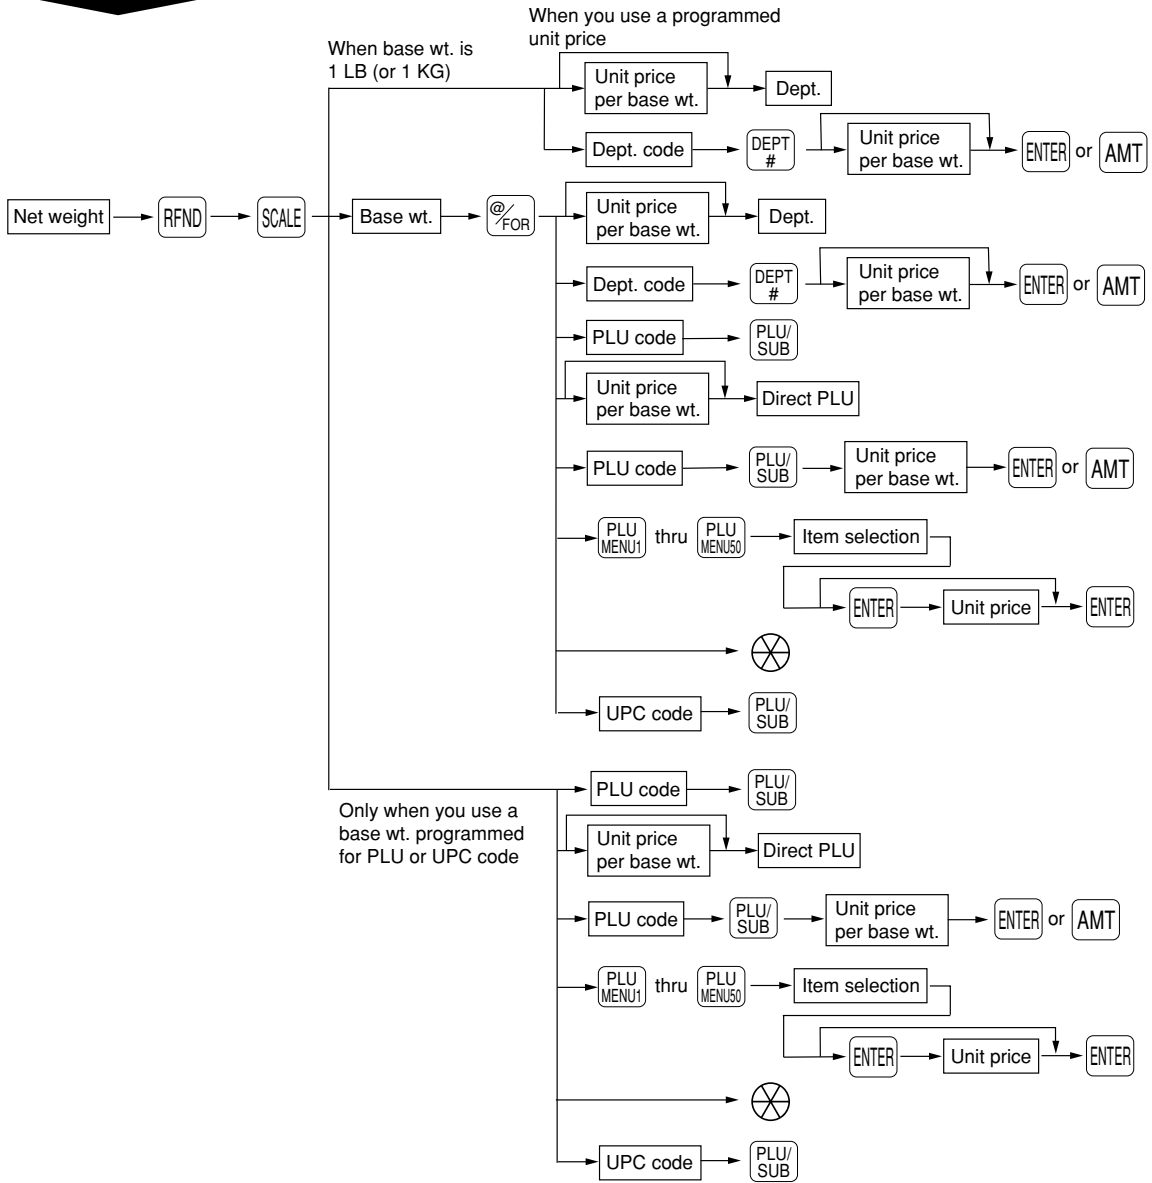 When you use a programmed
unit price
When base wt. is
1 LB (or 1 KG)
Unit price
per base wt.
Dept.
Dept. code
DEPT
#
Unit price
per base wt.
ENTER or AMT
Net weight
RFND
SCALE
Base wt.
@/FOR
Unit price
per base wt.
Dept.
Dept. code
DEPT
#
Unit price
per base wt.
ENTER or AMT
PLU code
PLU/
SUB
Unit price
per base wt.
Direct PLU
PLU code
PLU/
SUB
Unit price
per base wt.
ENTER or AMT
PLU
MENU1
thru
PLU
MENU50
Item selection
ENTER
Unit price
ENTER
UPC code
PLU/
SUB
PLU code
PLU/
SUB
Only when you use a
base wt. programmed
for PLU or UPC code
Unit price
per base wt.
Direct PLU
PLU code
PLU/
SUB
Unit price
per base wt.
ENTER or AMT
PLU
MENU1
thru
PLU
MENU50
Item selection
ENTER
Unit price
ENTER
UPC code
PLU/
SUB